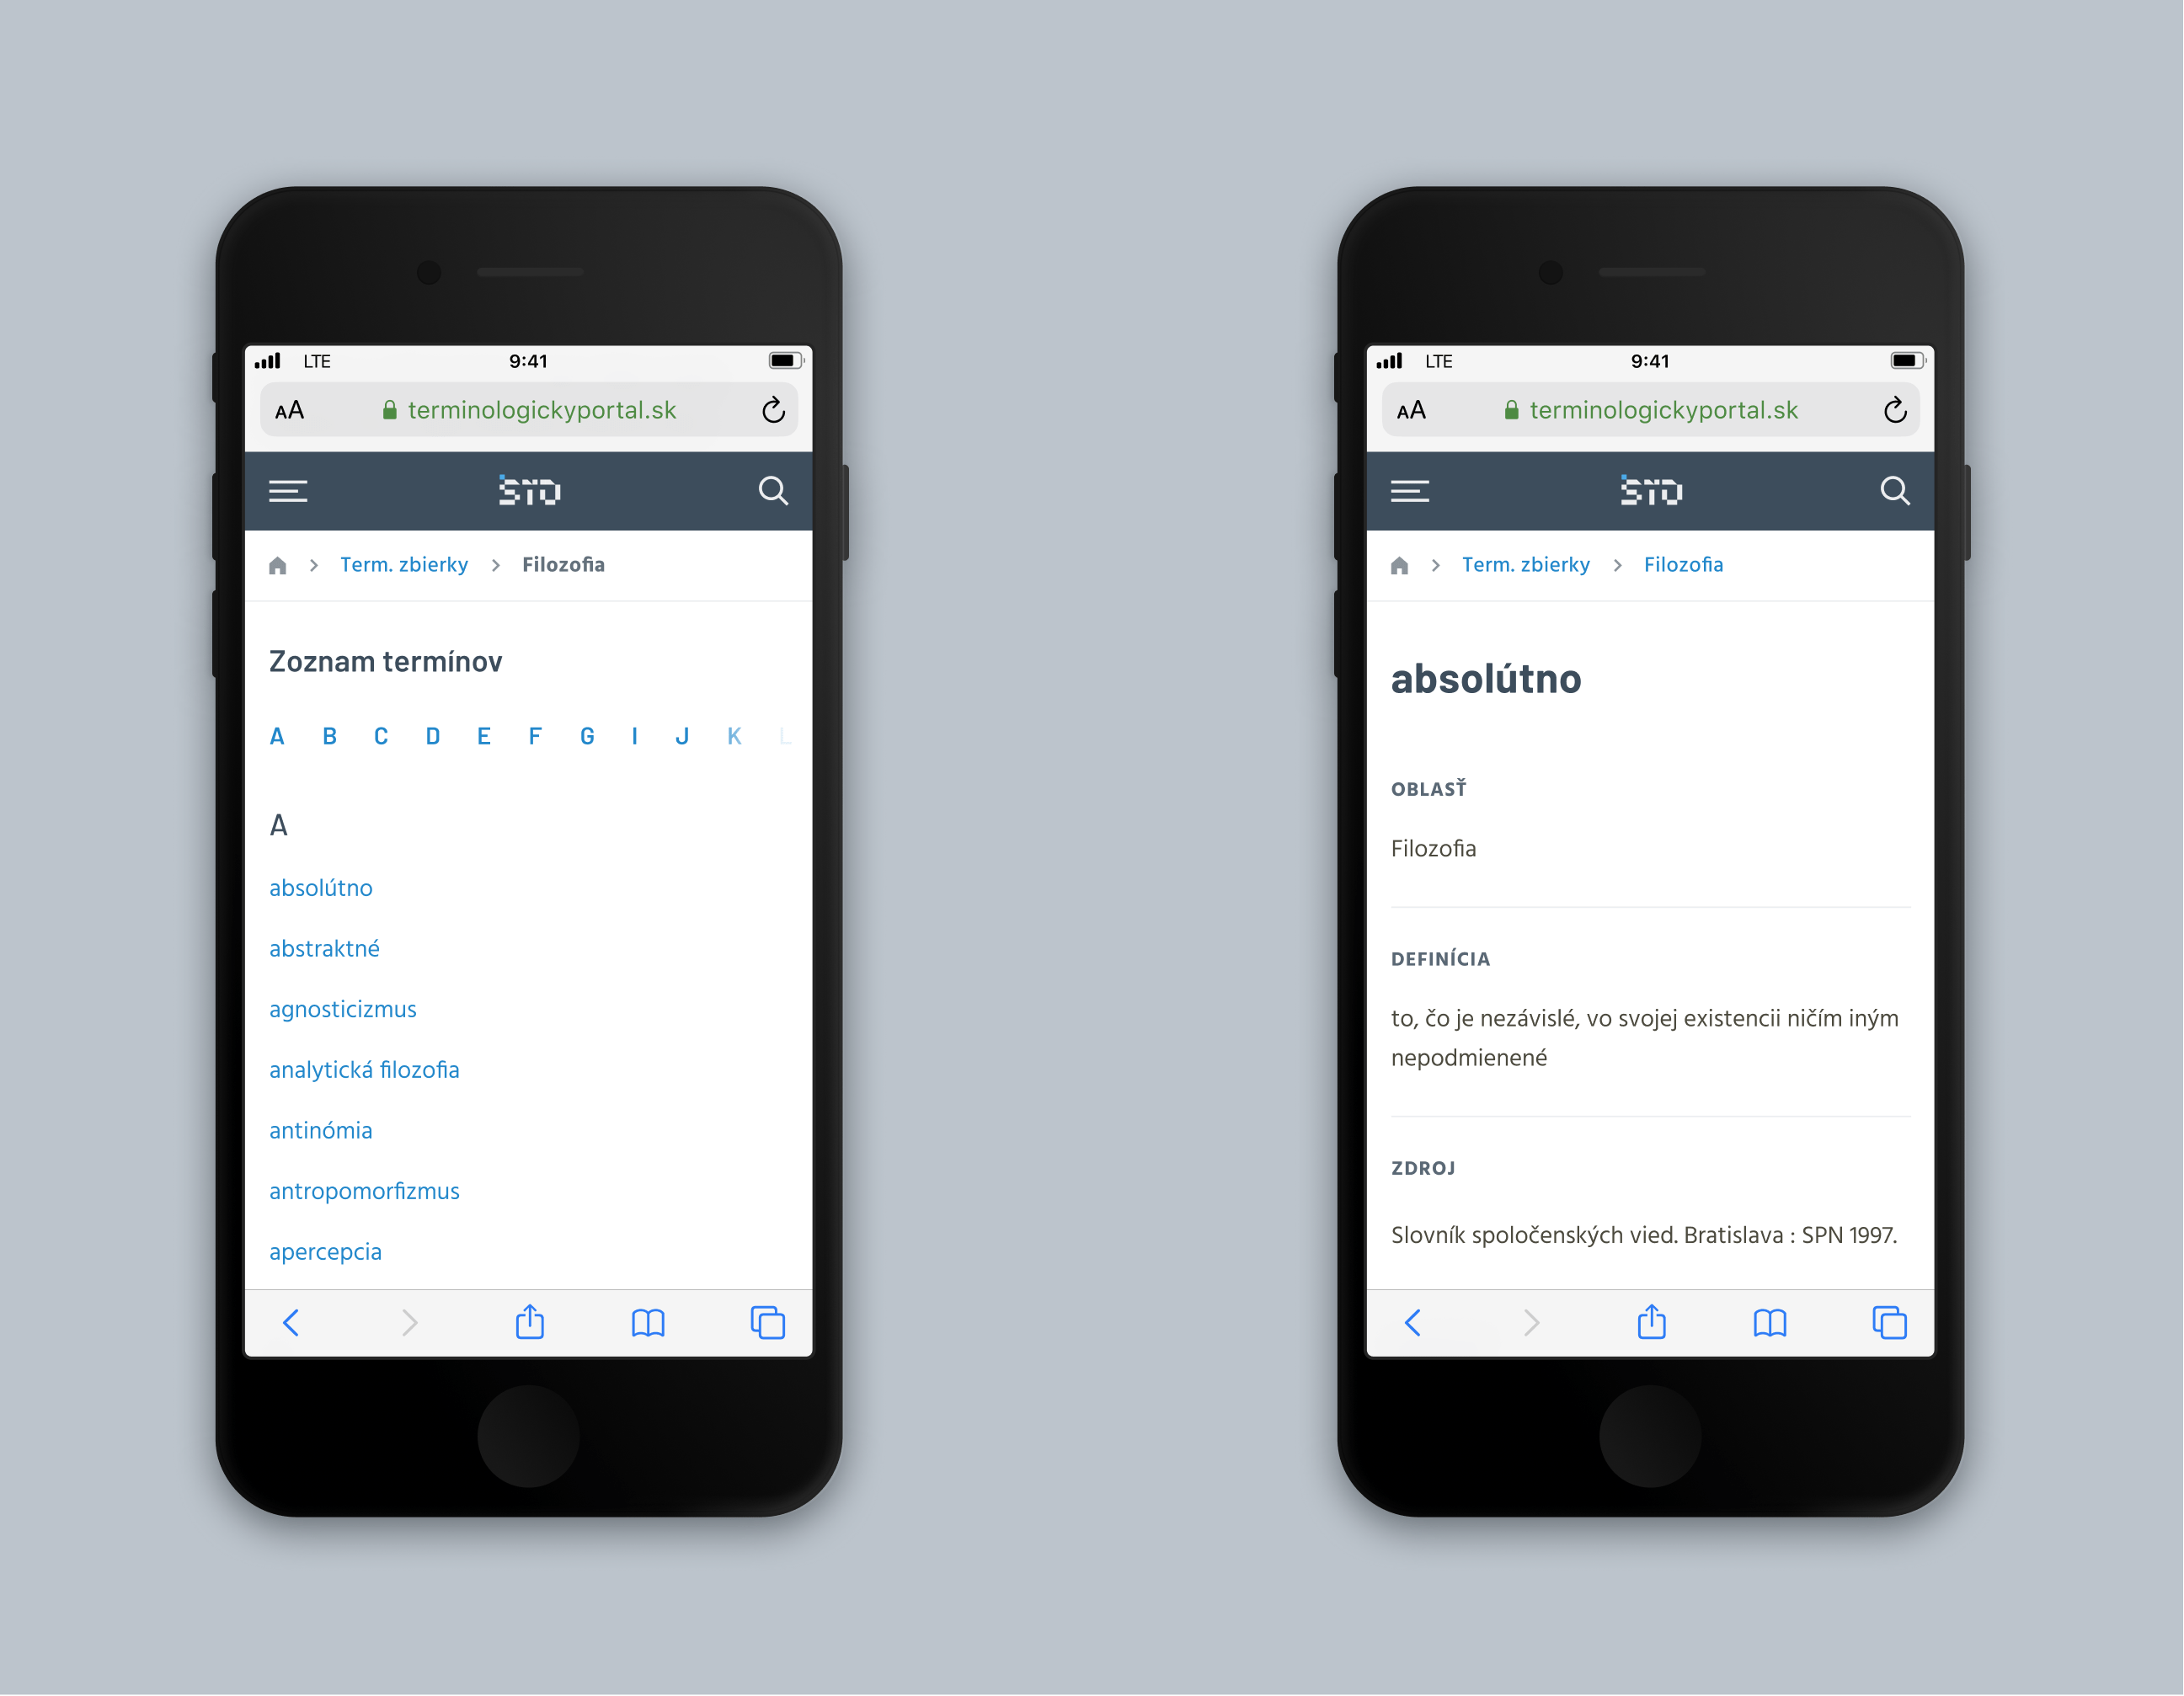 LTE 9:41
AA terminologickyportal.sk
STD
Term. zbierky > Filozofia
Zoznam termínov
A B C D E F G I J K L
A
absolútno
abstraktné
agnosticizmus
analytická filozofia
antinómia
antropomorfizmus
apercepcia
LTE 9:41
AA terminologickyportal.sk
STD
Term. zbierky > Filozofia
absolútno
OBLASŤ
Filozofia
DEFINÍCIA
to, čo je nezávislé, vo svojej existencii ničím iným
nepodmienené
ZDROJ
Slovník spoločenských vied. Bratislava : SPN 1997.